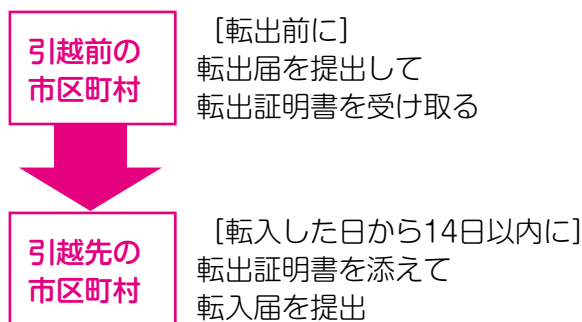 引越前の
市区町村
［転出前に］
転出届を提出して
転出証明書を受け取る
引越先の
市区町村
［転入した日から14日以内に］
転出証明書を添えて
転入届を提出